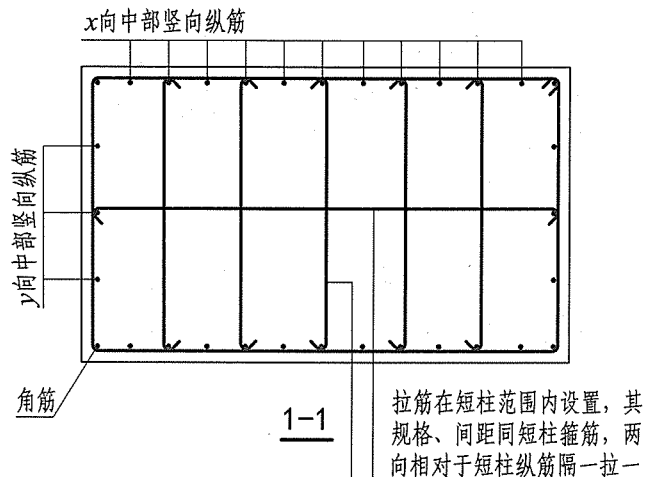 x向中部竖向纵筋
y向中部竖向纵筋
角筋
1-1
拉筋在短柱范围内设置，其
规格、间距同短柱箍筋，两
向相对于短柱纵筋隔一拉一